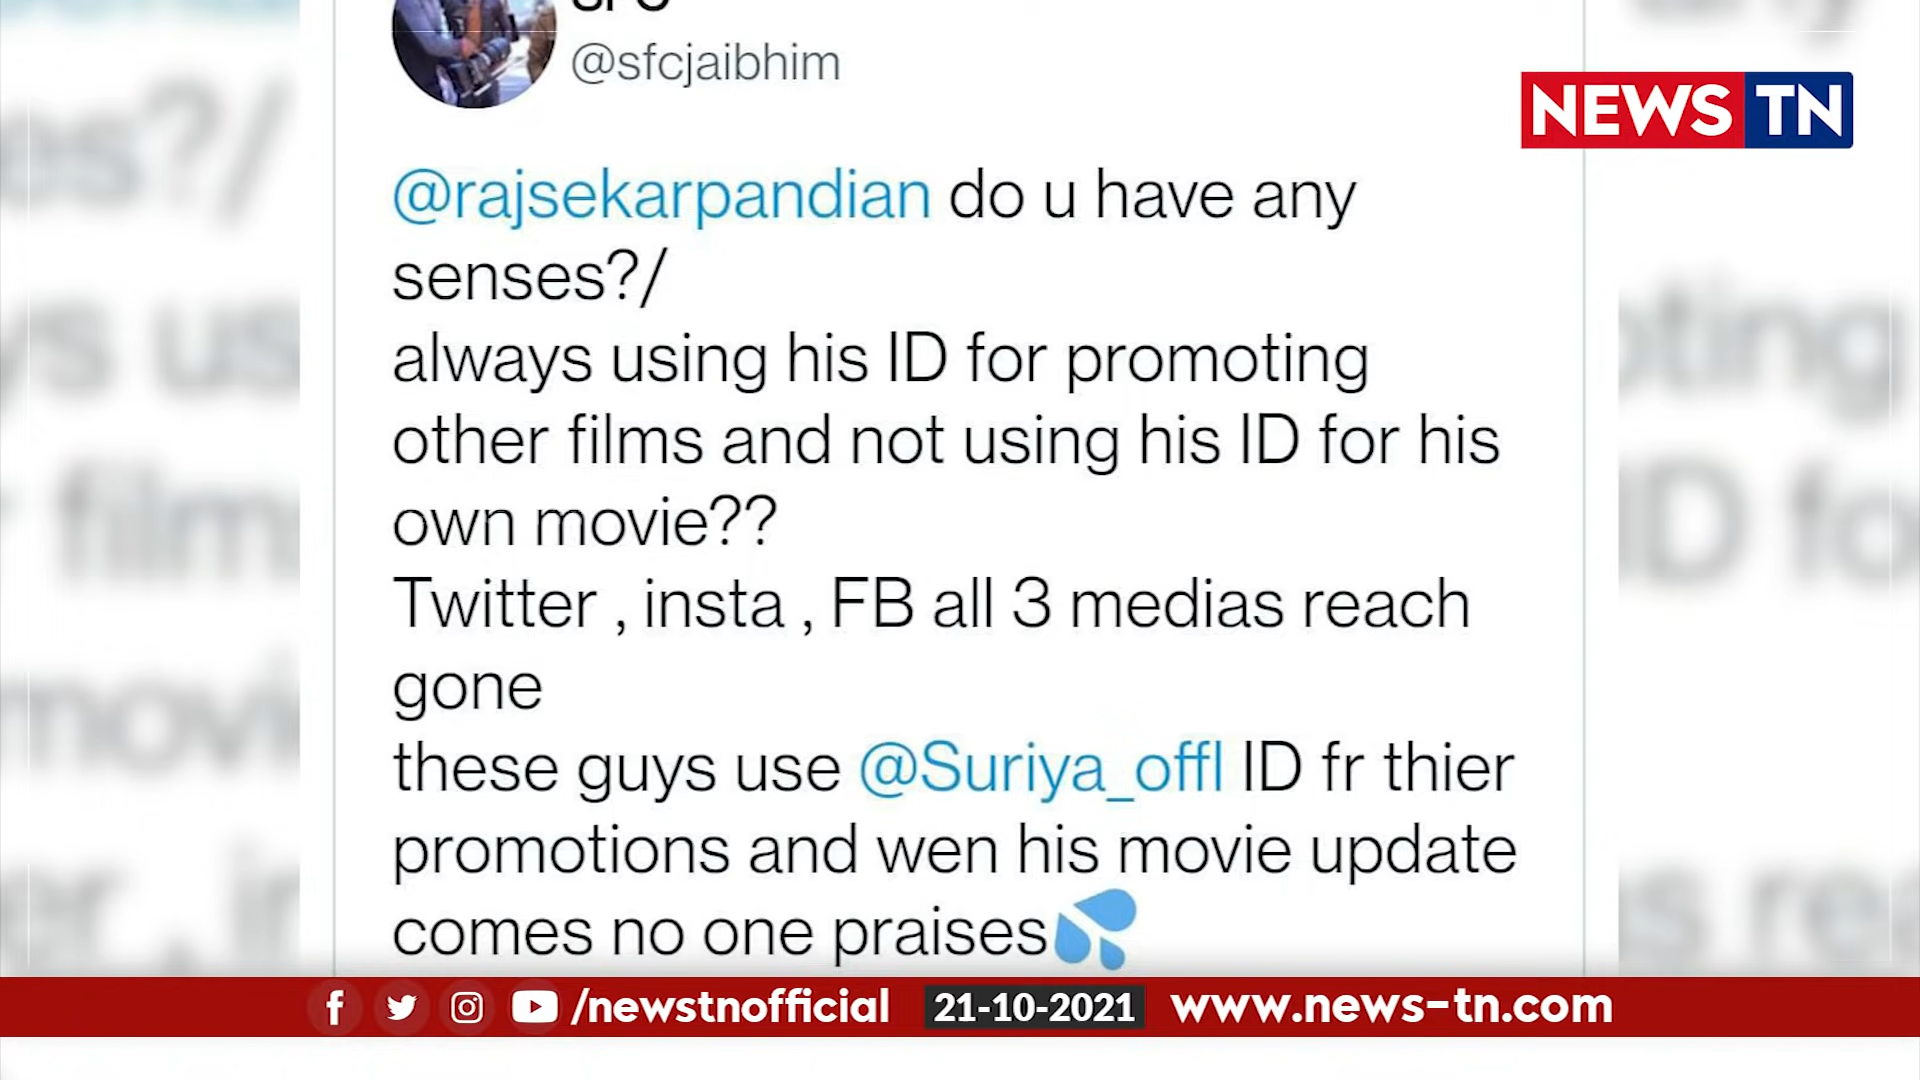 @sfcjaibhim
NEWS TN
@rajsekarpandian do u have any
senses?/
always using his ID for promoting
other films and not using his ID for his
own movie??
Twitter , insta , FB all 3 medias reach
gone
these guys use @Suriya_offl ID fr thier
promotions and wen his movie update
comes no one praises💦
/newstnofficial 21-10-2021 www.news-tn.com